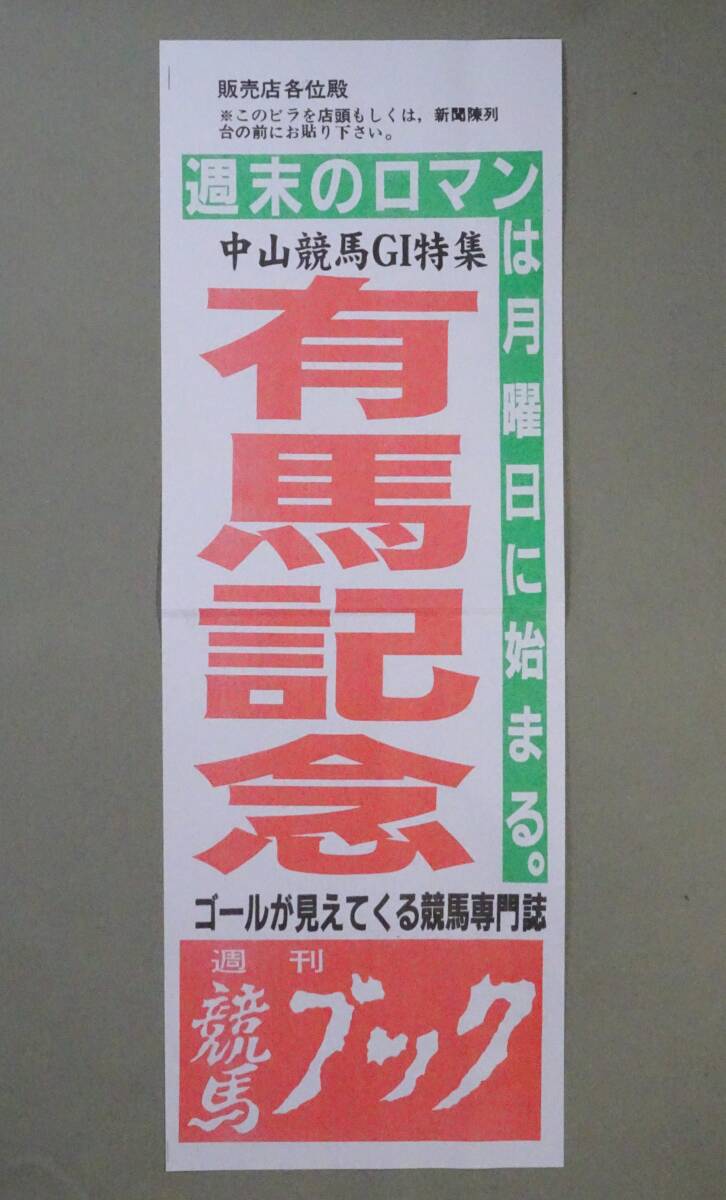 販売店各位殿
※このビラを店頭もしくは，新聞陳列
台の前にお貼り下さい。
週末のロマンは月曜日に始まる。
中山競馬GI特集
有馬記念
ゴールが見えてくる競馬専門誌
週刊
競馬
ブック